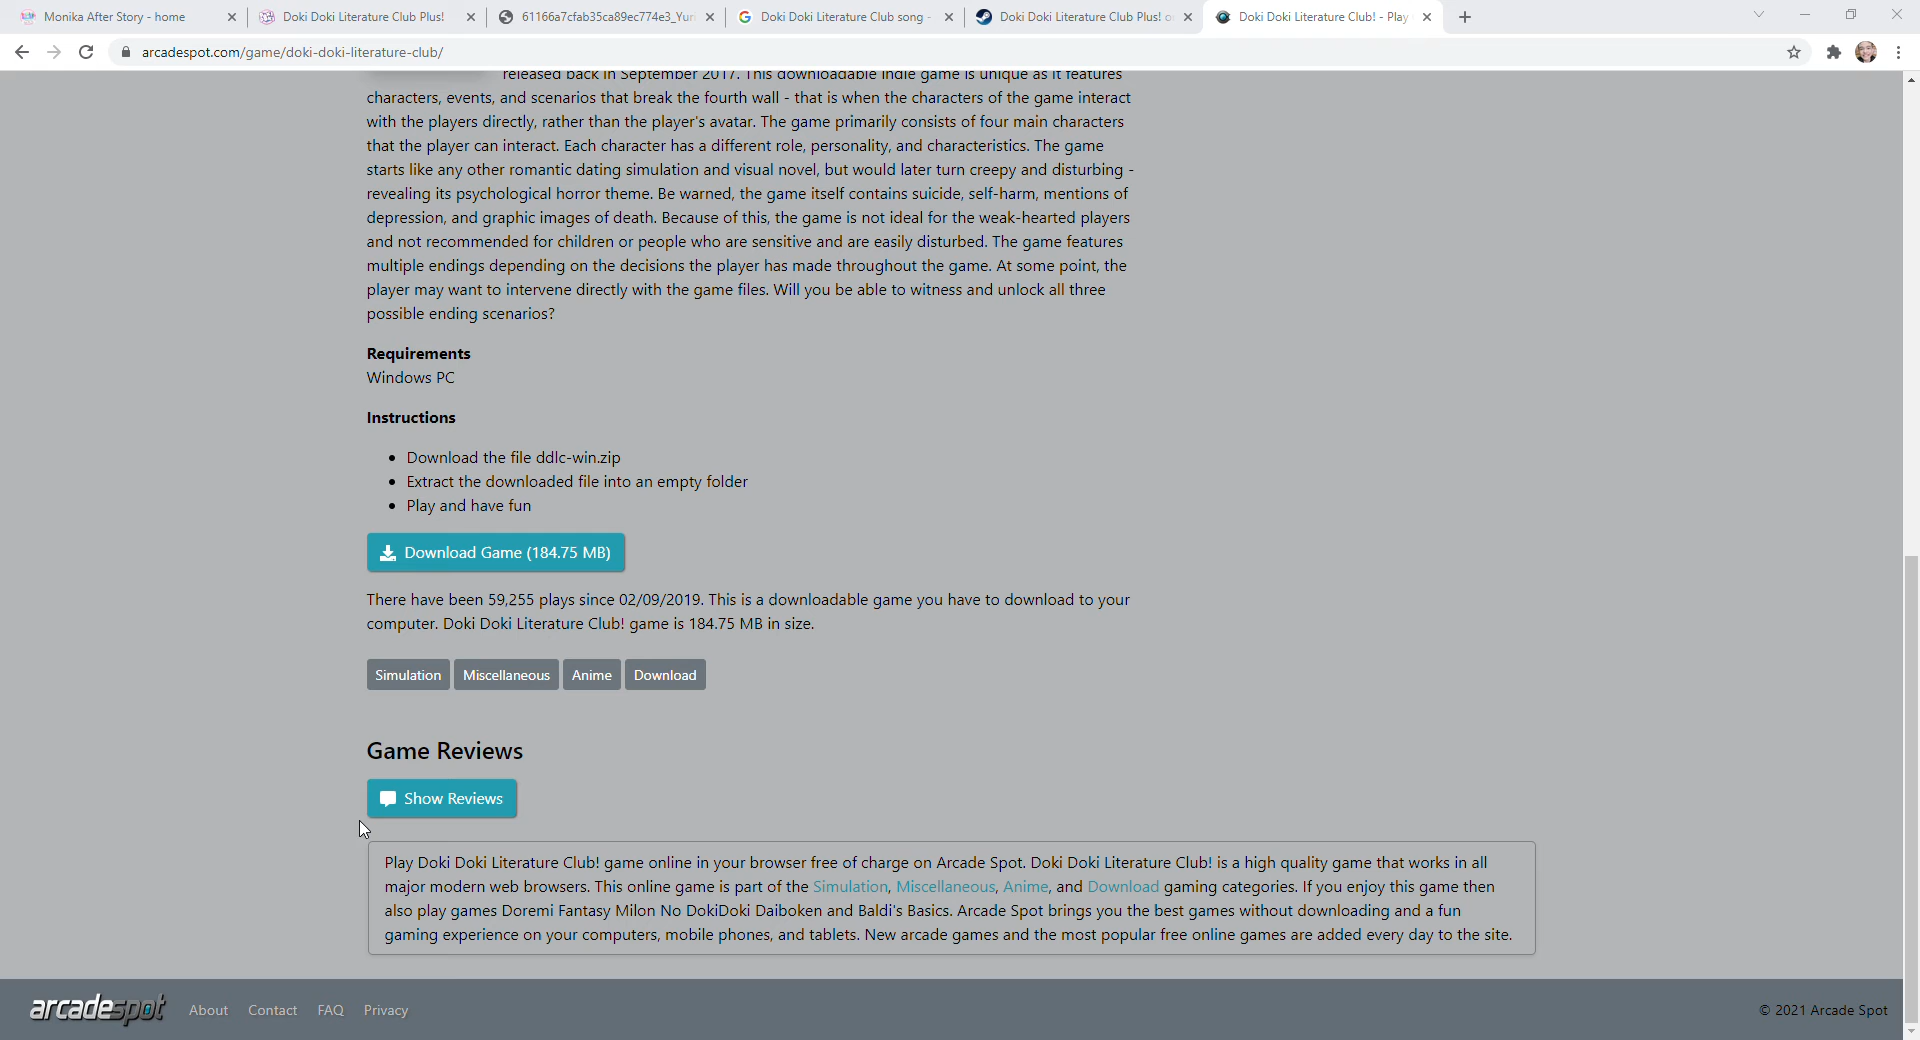 Monika After Story - home
Doki Doki Literature Club Plus!
61166a7cfab35ca89ec774e3_Yuri
Doki Doki Literature Club song -
Doki Doki Literature Club Plus! o
Doki Doki Literature Club! - Play
arcadespot.com/game/doki-doki-literature-club/
released back in September 2017. This downloadable indie game is unique as it features
characters, events, and scenarios that break the fourth wall - that is when the characters of the game interact
with the players directly, rather than the player's avatar. The game primarily consists of four main characters
that the player can interact. Each character has a different role, personality, and characteristics. The game
starts like any other romantic dating simulation and visual novel, but would later turn creepy and disturbing -
revealing its psychological horror theme. Be warned, the game itself contains suicide, self-harm, mentions of
depression, and graphic images of death. Because of this, the game is not ideal for the weak-hearted players
and not recommended for children or people who are sensitive and are easily disturbed. The game features
multiple endings depending on the decisions the player has made throughout the game. At some point, the
player may want to intervene directly with the game files. Will you be able to witness and unlock all three
possible ending scenarios?
Requirements
Windows PC
Instructions
Download the file ddlc-win.zip
Extract the downloaded file into an empty folder
Play and have fun
Download Game (184.75 MB)
There have been 59,255 plays since 02/09/2019. This is a downloadable game you have to download to your
computer. Doki Doki Literature Club! game is 184.75 MB in size.
Simulation Miscellaneous Anime Download
Game Reviews
Show Reviews
Play Doki Doki Literature Club! game online in your browser free of charge on Arcade Spot. Doki Doki Literature Club! is a high quality game that works in all
major modern web browsers. This online game is part of the Simulation, Miscellaneous, Anime, and Download gaming categories. If you enjoy this game then
also play games Doremi Fantasy Milon No DokiDoki Daiboken and Baldi's Basics. Arcade Spot brings you the best games without downloading and a fun
gaming experience on your computers, mobile phones, and tablets. New arcade games and the most popular free online games are added every day to the site.
arcadespot About Contact FAQ Privacy © 2021 Arcade Spot